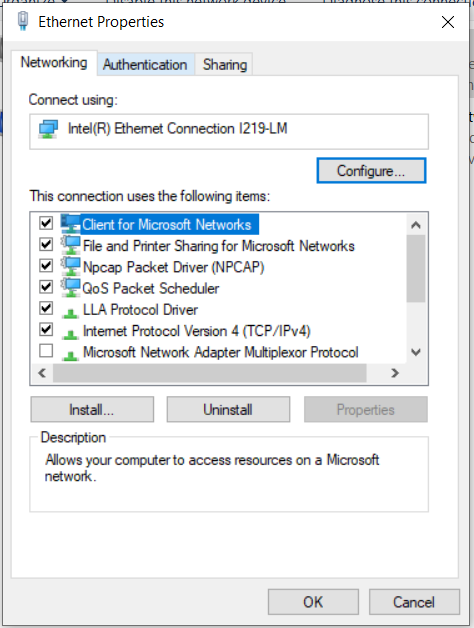 Ethernet Properties
Networking
Authentication
Sharing
Connect using:
Intel(R) Ethernet Connection I219-LM
Configure...
This connection uses the following items:
Client for Microsoft Networks
File and Printer Sharing for Microsoft Networks
Npcap Packet Driver (NPCAP)
QoS Packet Scheduler
LLA Protocol Driver
Internet Protocol Version 4 (TCP/IPv4)
Microsoft Network Adapter Multiplexor Protocol
Install...
Uninstall
Properties
Description
Allows your computer to access resources on a Microsoft
network.
OK
Cancel